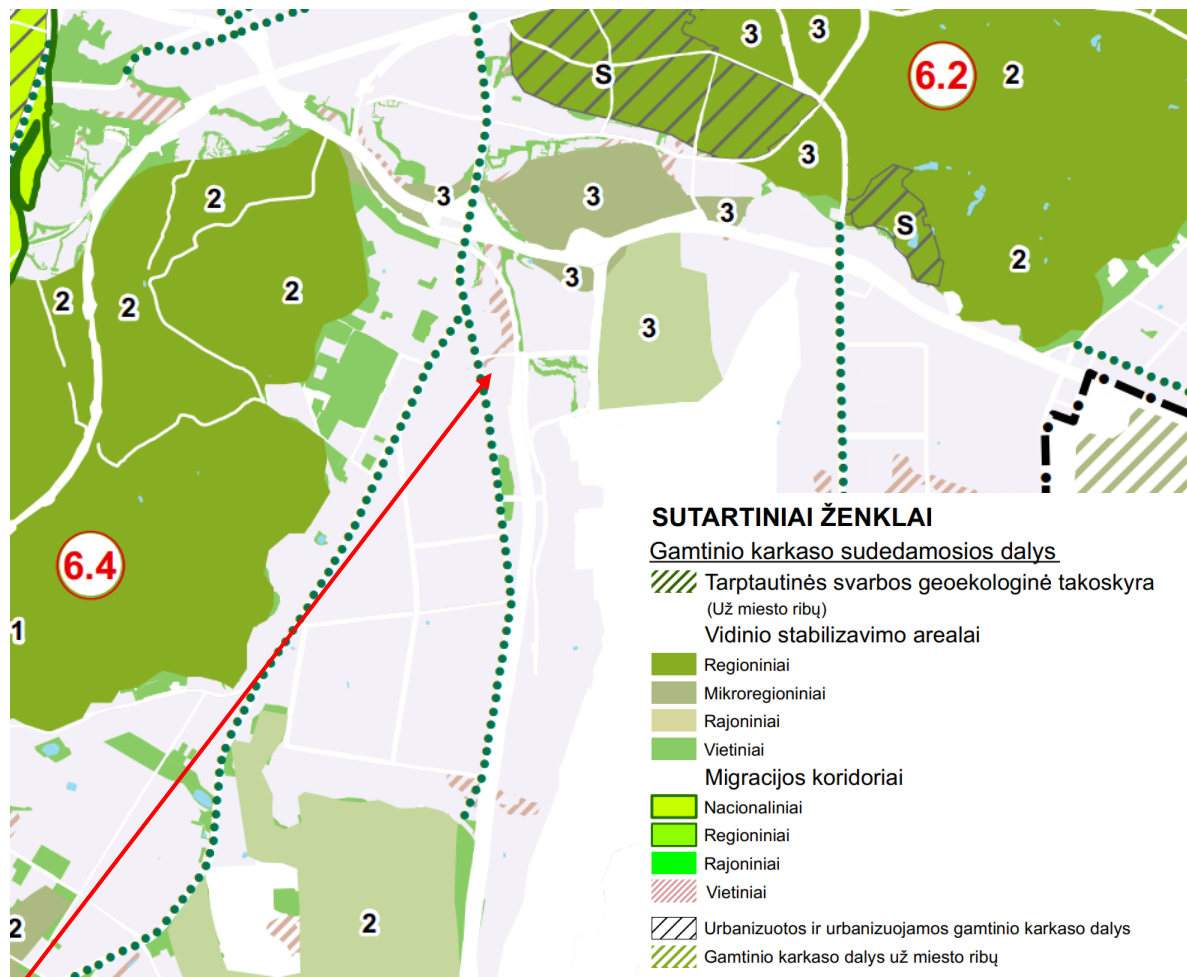 3
3
6.2
2
S
3
2
3
3
3
S
2
2
2
2
3
3
6.4
1
2
2
SUTARTINIAI ŽENKLAI
Gamtinio karkaso sudedamosios dalys
Tarptautinės svarbos geoekologinė takoskyra
(Už miesto ribų)
Vidinio stabilizavimo arealai
Regioniniai
Mikroregioniniai
Rajoniniai
Vietiniai
Migracijos koridoriai
Nacionaliniai
Regioniniai
Rajoniniai
Vietiniai
Urbanizuotos ir urbanizuojamos gamtinio karkaso dalys
Gamtinio karkaso dalys už miesto ribų